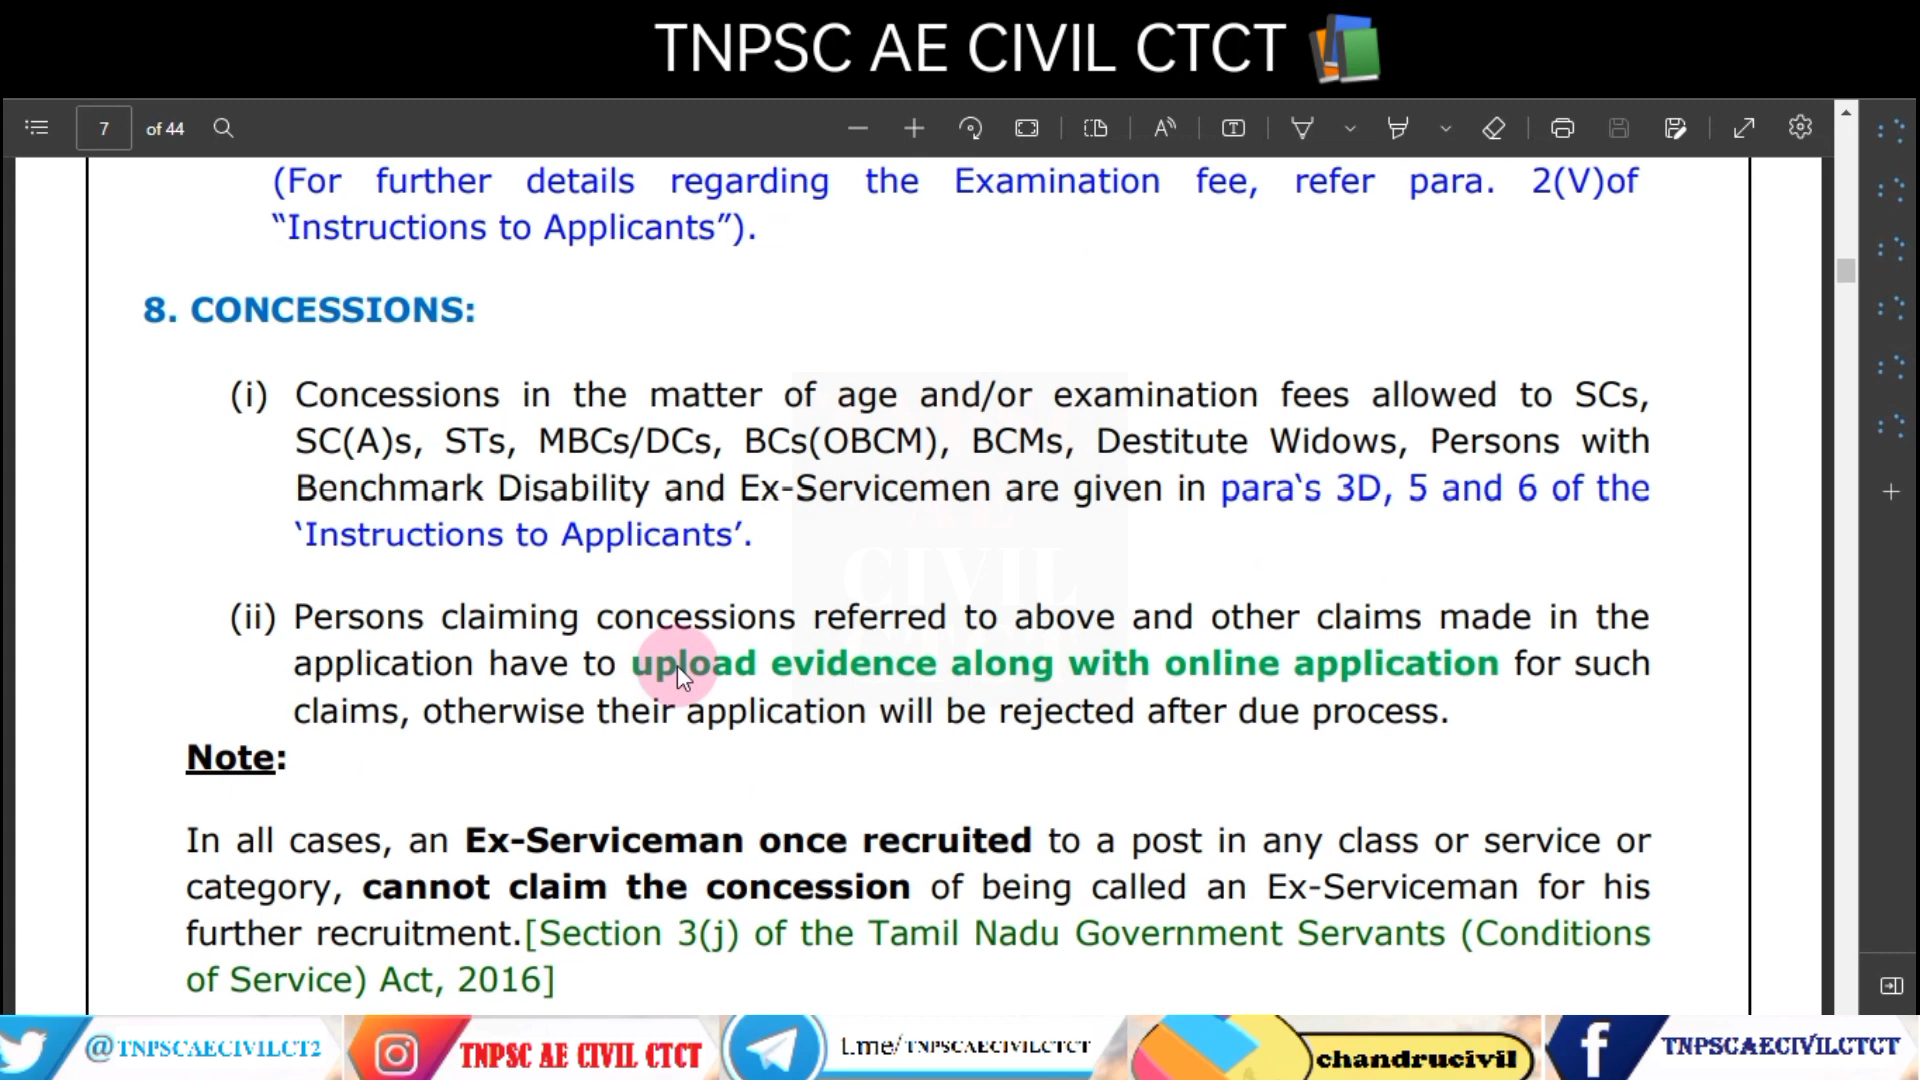 TNPSC AE CIVIL CTCT
7 of 44
(For further details regarding the Examination fee, refer para. 2(V)of
“Instructions to Applicants”).
8. CONCESSIONS:
(i) Concessions in the matter of age and/or examination fees allowed to SCs,
SC(A)s, STs, MBCs/DCs, BCs(OBCM), BCMs, Destitute Widows, Persons with
Benchmark Disability and Ex-Servicemen are given in para‘s 3D, 5 and 6 of the
‘Instructions to Applicants’.
CIVIL
(ii) Persons claiming concessions referred to above and other claims made in the
application have to upload evidence along with online application for such
claims, otherwise their application will be rejected after due process.
Note:
In all cases, an Ex-Serviceman once recruited to a post in any class or service or
category, cannot claim the concession of being called an Ex-Serviceman for his
further recruitment.[Section 3(j) of the Tamil Nadu Government Servants (Conditions
of Service) Act, 2016]
@TNPSCAECIVILCT2 TNPSC AE CIVIL CTCT t.me/TNPSCAECIVILCTCT chandrucivil TNPSCAECIVILCTCT